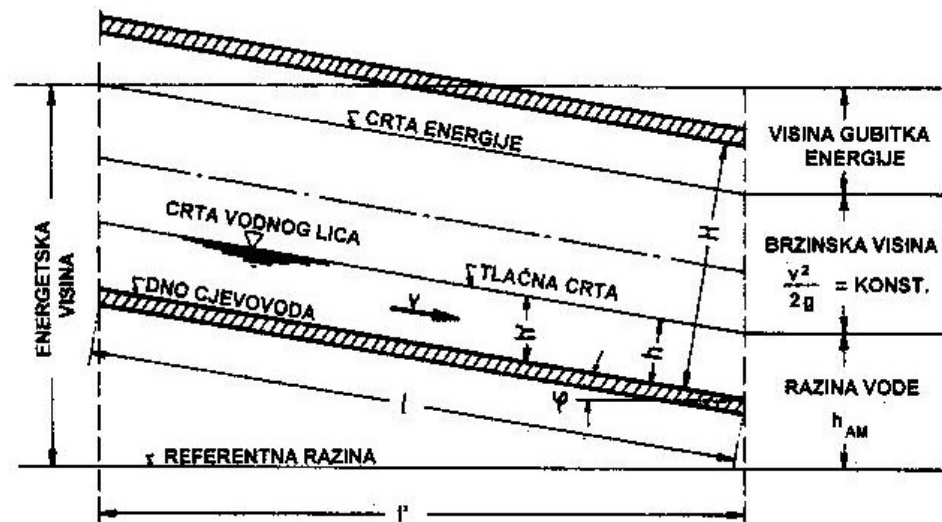 CRTA ENERGIJE
VISINA GUBITKA
ENERGIJE
CRTA VODNOG LICA
BRZINSKA VISINA
v²/2g = KONST.
H
ENERGETSKA
VISINA
DNO CJEVOVODA
v
TLAČNA CRTA
h'
h
φ
RAZINA VODE
h_AM
l
REFERENTNA RAZINA
l'